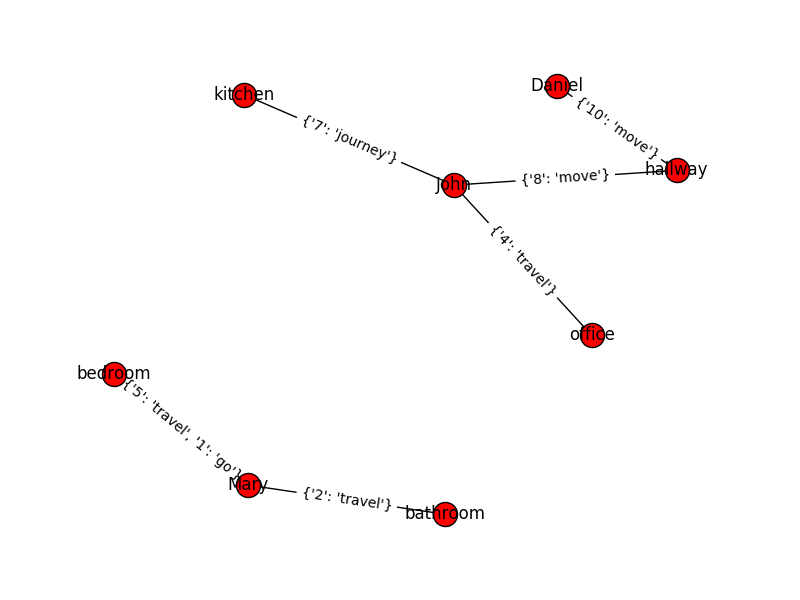 Daniel
kitchen
{'10': 'move'}
{'7': 'journey'}
hallway
{'8': 'move'}
John
{'4': 'travel'}
office
bedroom
{'5': 'travel', '1': 'go'}
Mary
{'2': 'travel'}
bathroom